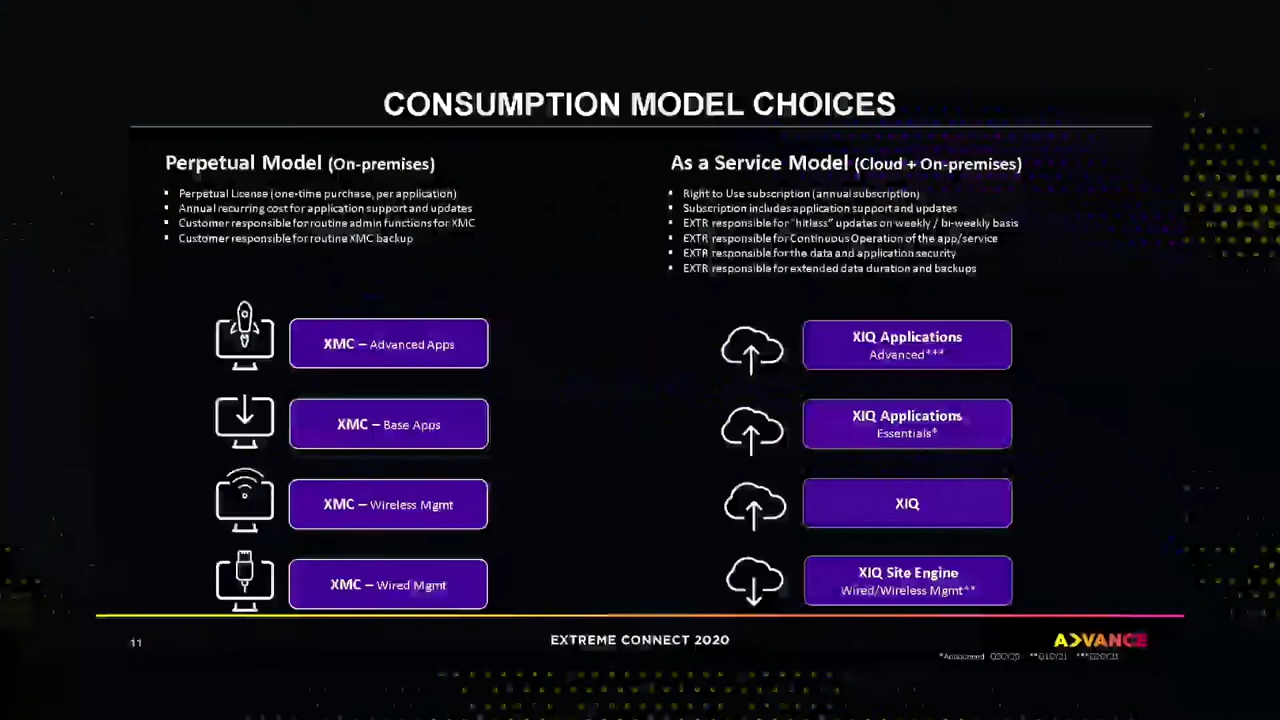 CONSUMPTION MODEL CHOICES
Perpetual Model (On-premises)
▪ Perpetual License (one-time purchase, per application)
▪ Annual recurring cost for application support and updates
▪ Customer responsible for routine admin functions for XMC
▪ Customer responsible for routine XMC backup
XMC – Advanced Apps
XMC – Base Apps
XMC – Wireless Mgmt
XMC – Wired Mgmt
As a Service Model (Cloud + On-premises)
▪ Right to Use subscription (annual subscription)
▪ Subscription includes application support and updates
▪ EXTR responsible for "hitless" updates on weekly / bi-weekly basis
▪ EXTR responsible for Continuous Operation of the app/service
▪ EXTR responsible for the data and application security
▪ EXTR responsible for extended data duration and backups
XIQ Applications
Advanced***
XIQ Applications
Essentials*
XIQ
XIQ Site Engine
Wired/Wireless Mgmt**
11
EXTREME CONNECT 2020
ADVANCE
*Announced